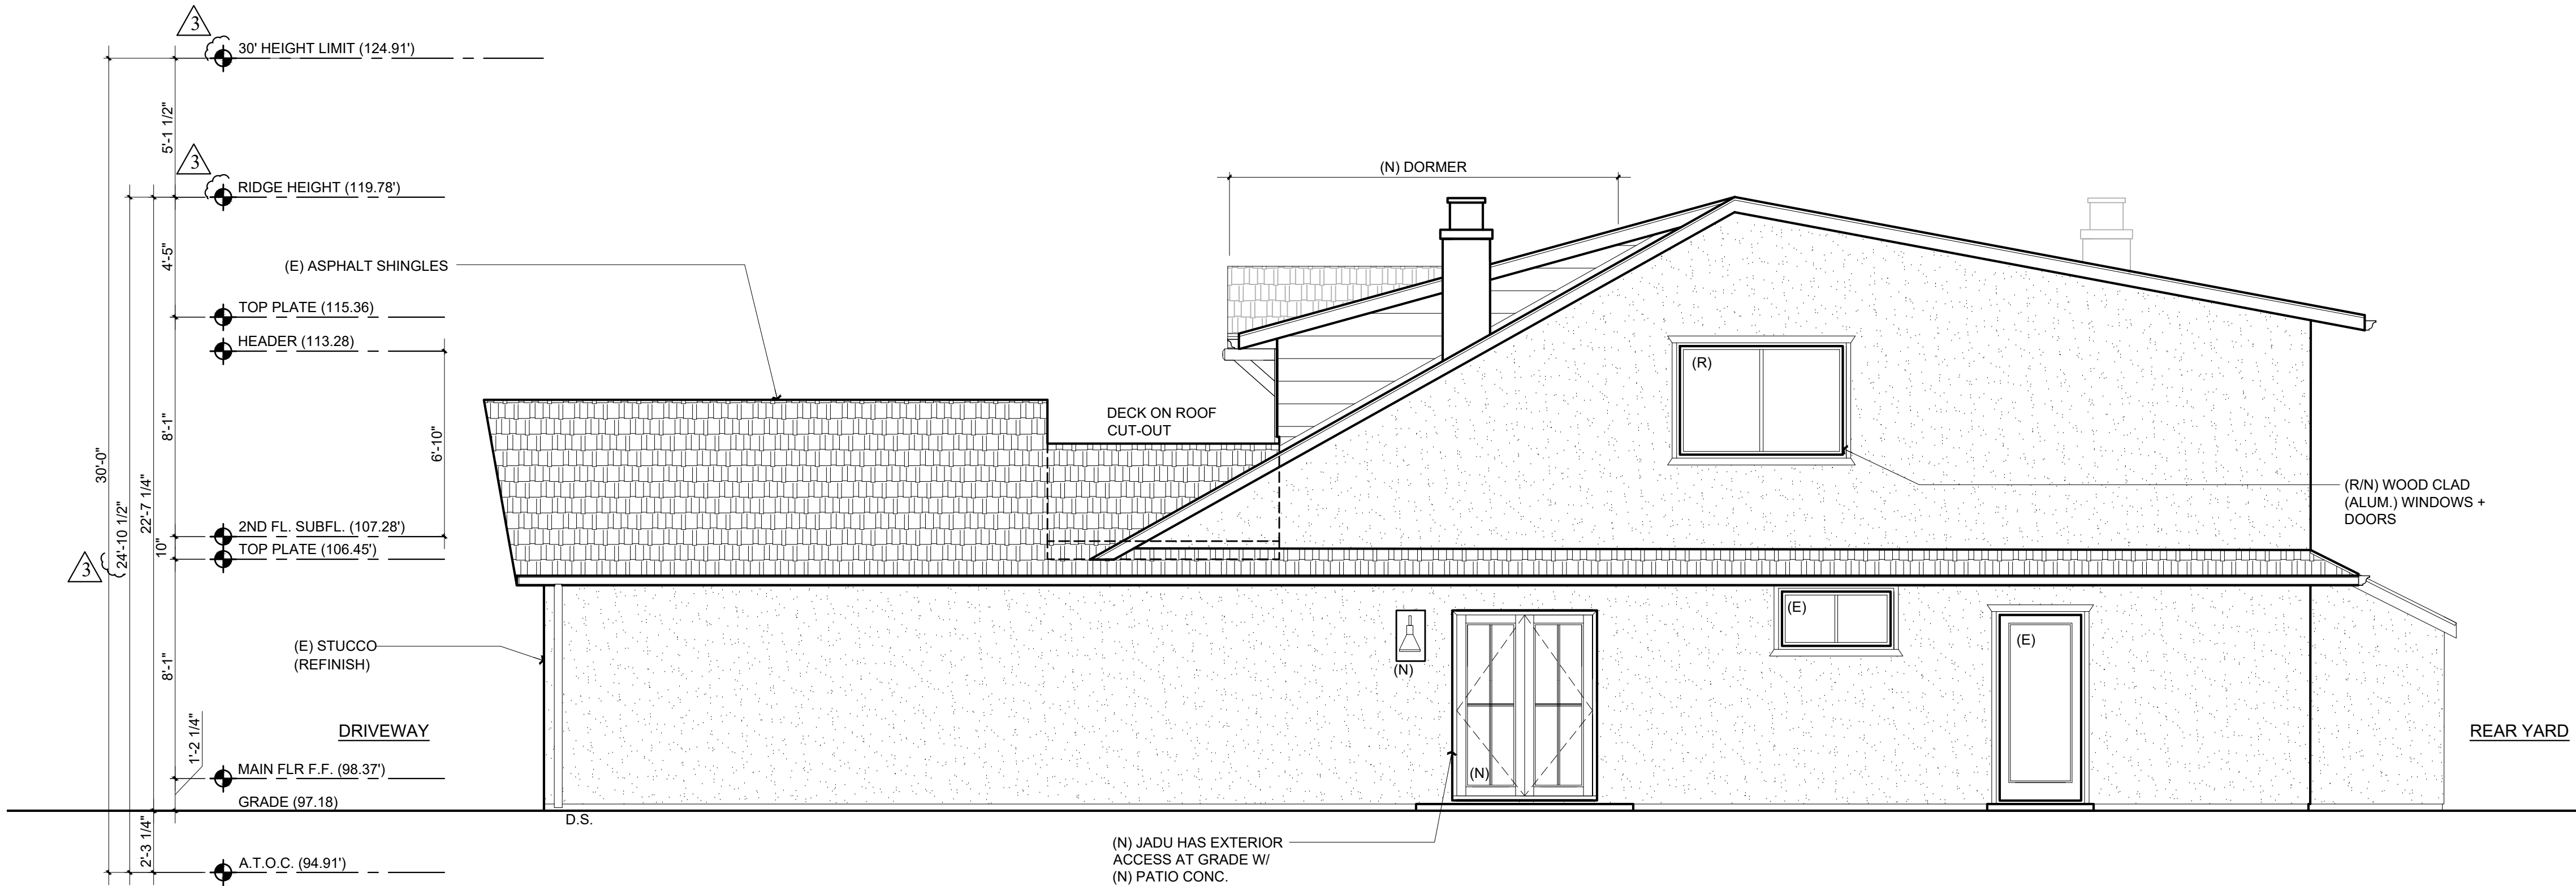 3
30' HEIGHT LIMIT (124.91')
5'-1 1/2"
3
RIDGE HEIGHT (119.78')
(N) DORMER
4'-5"
(E) ASPHALT SHINGLES
TOP PLATE (115.36)
HEADER (113.28)
(R)
8'-1"
6'-10"
DECK ON ROOF
CUT-OUT
30'-0"
24'-10 1/2"
22'-7 1/4"
(R/N) WOOD CLAD
(ALUM.) WINDOWS +
DOORS
2ND FL. SUBFL. (107.28')
10"
TOP PLATE (106.45')
3
(E)
(E)
(E) STUCCO
(REFINISH)
8'-1"
(N)
DRIVEWAY
REAR YARD
1'-2 1/4"
MAIN FLR F.F. (98.37')
(N)
GRADE (97.18)
D.S.
2'-3 1/4"
A.T.O.C. (94.91')
(N) JADU HAS EXTERIOR
ACCESS AT GRADE W/
(N) PATIO CONC.